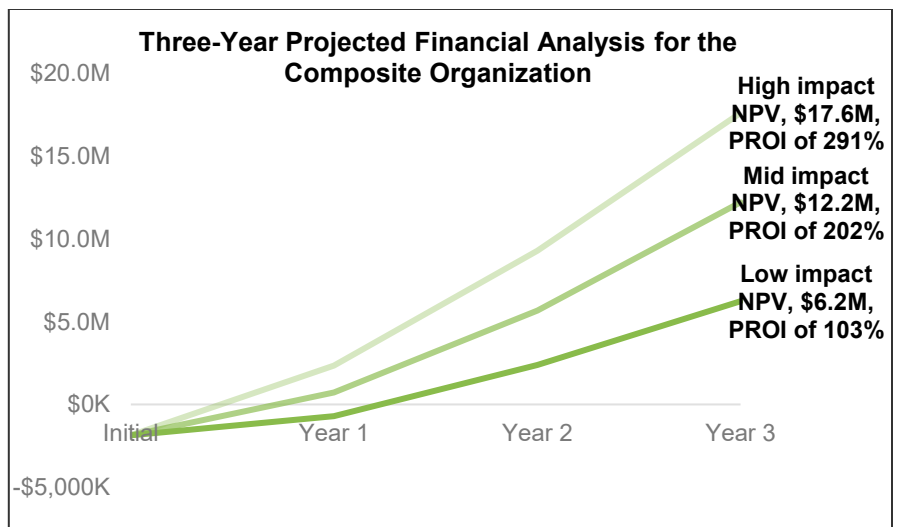 Three-Year Projected Financial Analysis for the
Composite Organization
$20.0M
$15.0M
$10.0M
$5.0M
$0K
-$5,000K
Initial
Year 1
Year 2
Year 3
High impact
NPV, $17.6M,
PROI of 291%
Mid impact
NPV, $12.2M,
PROI of 202%
Low impact
NPV, $6.2M,
PROI of 103%